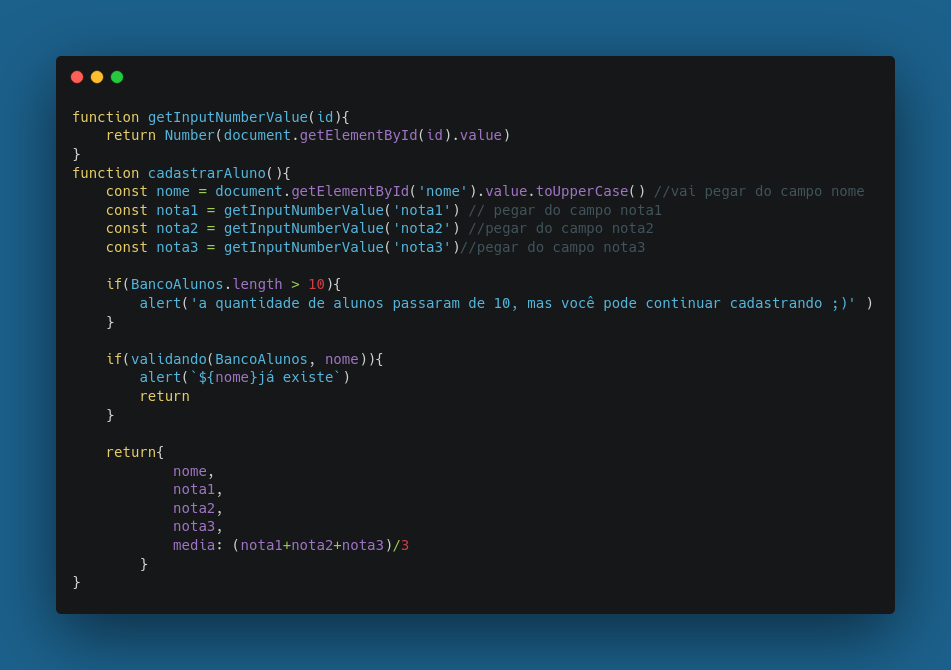 function getInputNumberValue(id){
    return Number(document.getElementById(id).value)
}
function cadastrarAluno(){
    const nome = document.getElementById('nome').value.toUpperCase() //vai pegar do campo nome
    const nota1 = getInputNumberValue('nota1') // pegar do campo nota1
    const nota2 = getInputNumberValue('nota2') //pegar do campo nota2
    const nota3 = getInputNumberValue('nota3')//pegar do campo nota3

    if(BancoAlunos.length > 10){
        alert('a quantidade de alunos passaram de 10, mas você pode continuar cadastrando ;)' )
    }

    if(validando(BancoAlunos, nome)){
        alert(`${nome}já existe`)
        return
    }

    return{
            nome,
            nota1,
            nota2,
            nota3,
            media: (nota1+nota2+nota3)/3
        }
}